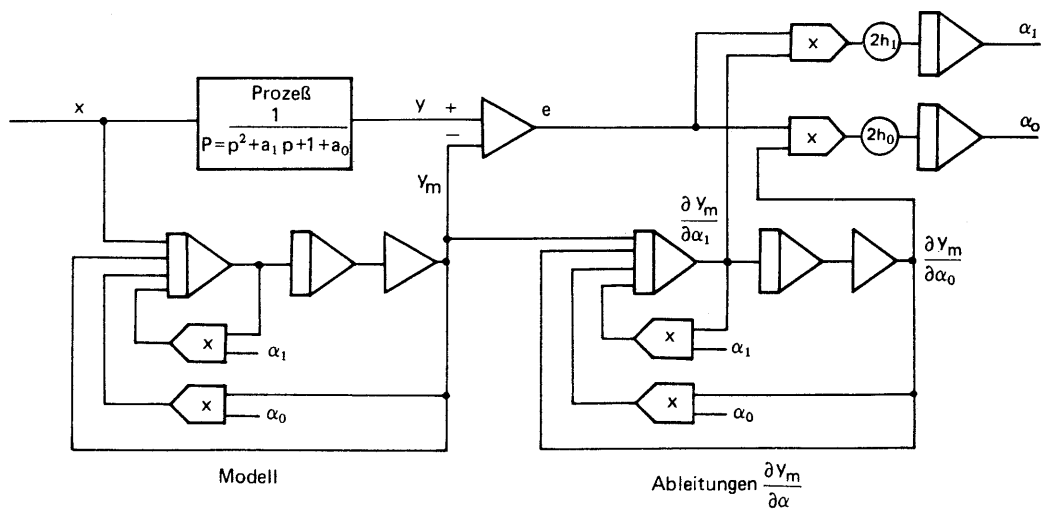 x
Prozeß
1
P=p²+a₁ p+1+a₀
y
+
−
yₘ
e
x
2h₁
α₁
x
2h₀
α₀
x
α₁
x
α₀
Modell
∂ yₘ
∂α₁
∂ yₘ
∂α₀
x
α₁
x
α₀
Ableitungen ∂yₘ
∂α